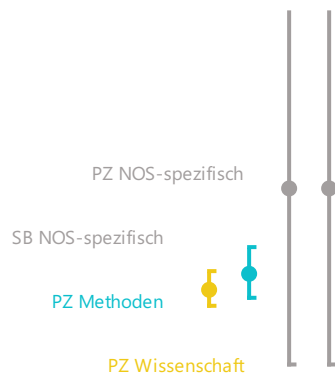 PZ NOS-spezifisch
SB NOS-spezifisch
PZ Methoden
PZ Wissenschaft